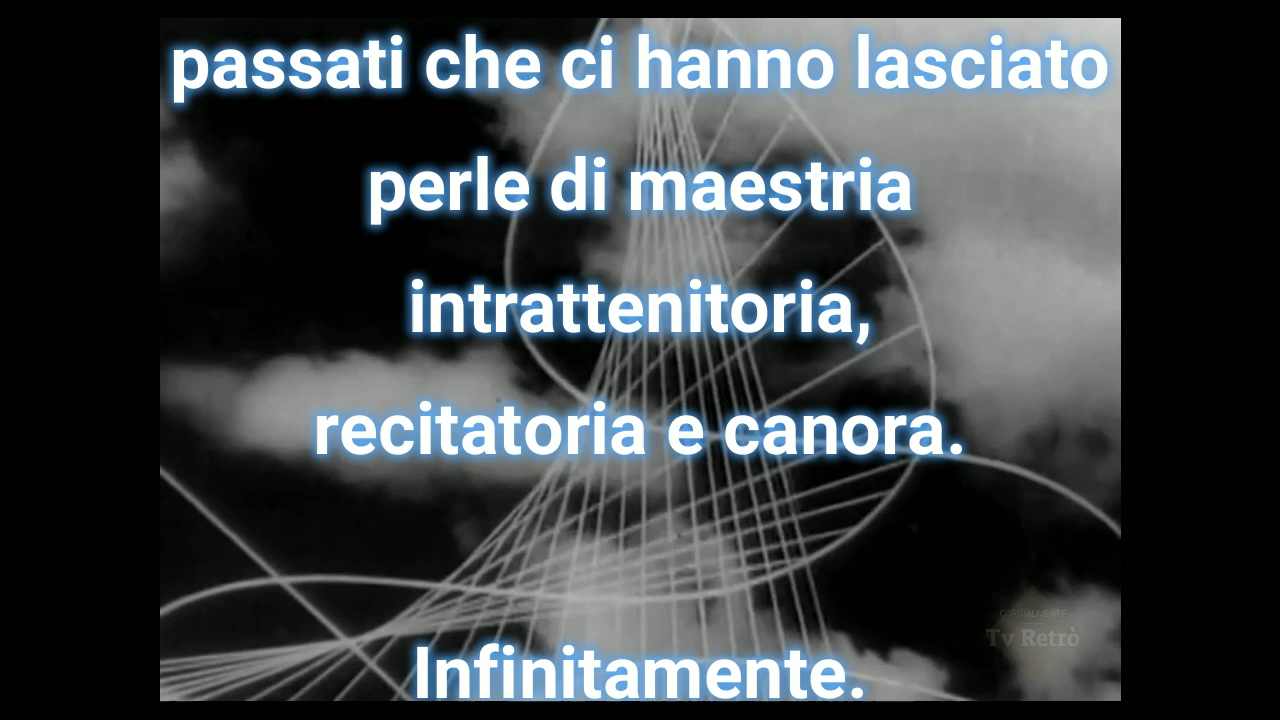 passati che ci hanno lasciato
perle di maestria
intrattenitoria,
recitatoria e canora.
Infinitamente.
CORDIALMENTE
Tv Retrò